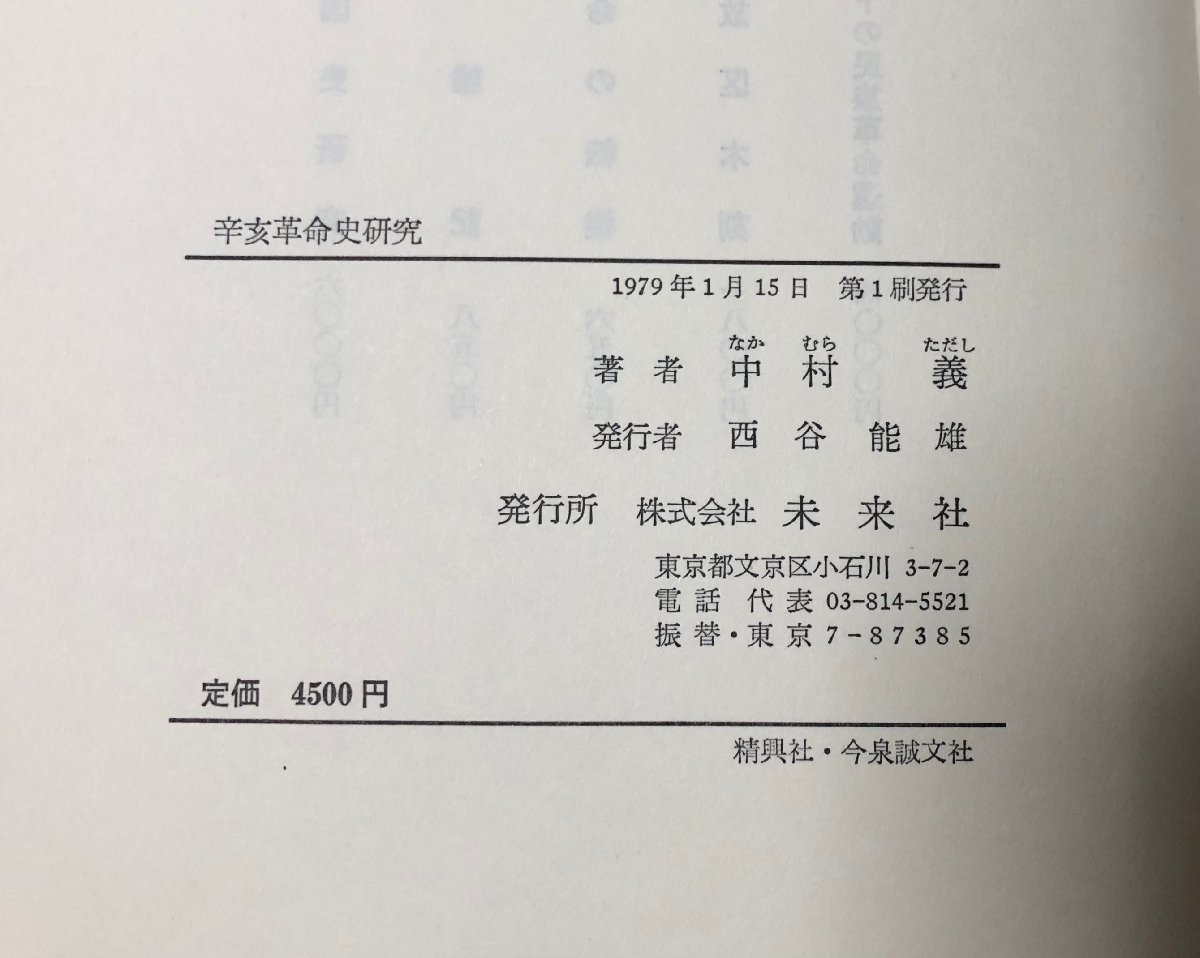 辛亥革命史研究
1979年1月15日 第1刷発行
なか むら ただし
著者 中村 義
発行者 西谷能雄
発行所 株式会社 未来社
東京都文京区小石川 3-7-2
電話 代表 03-814-5521
振替・東京 7-87385
定価 4500円
精興社・今泉誠文社